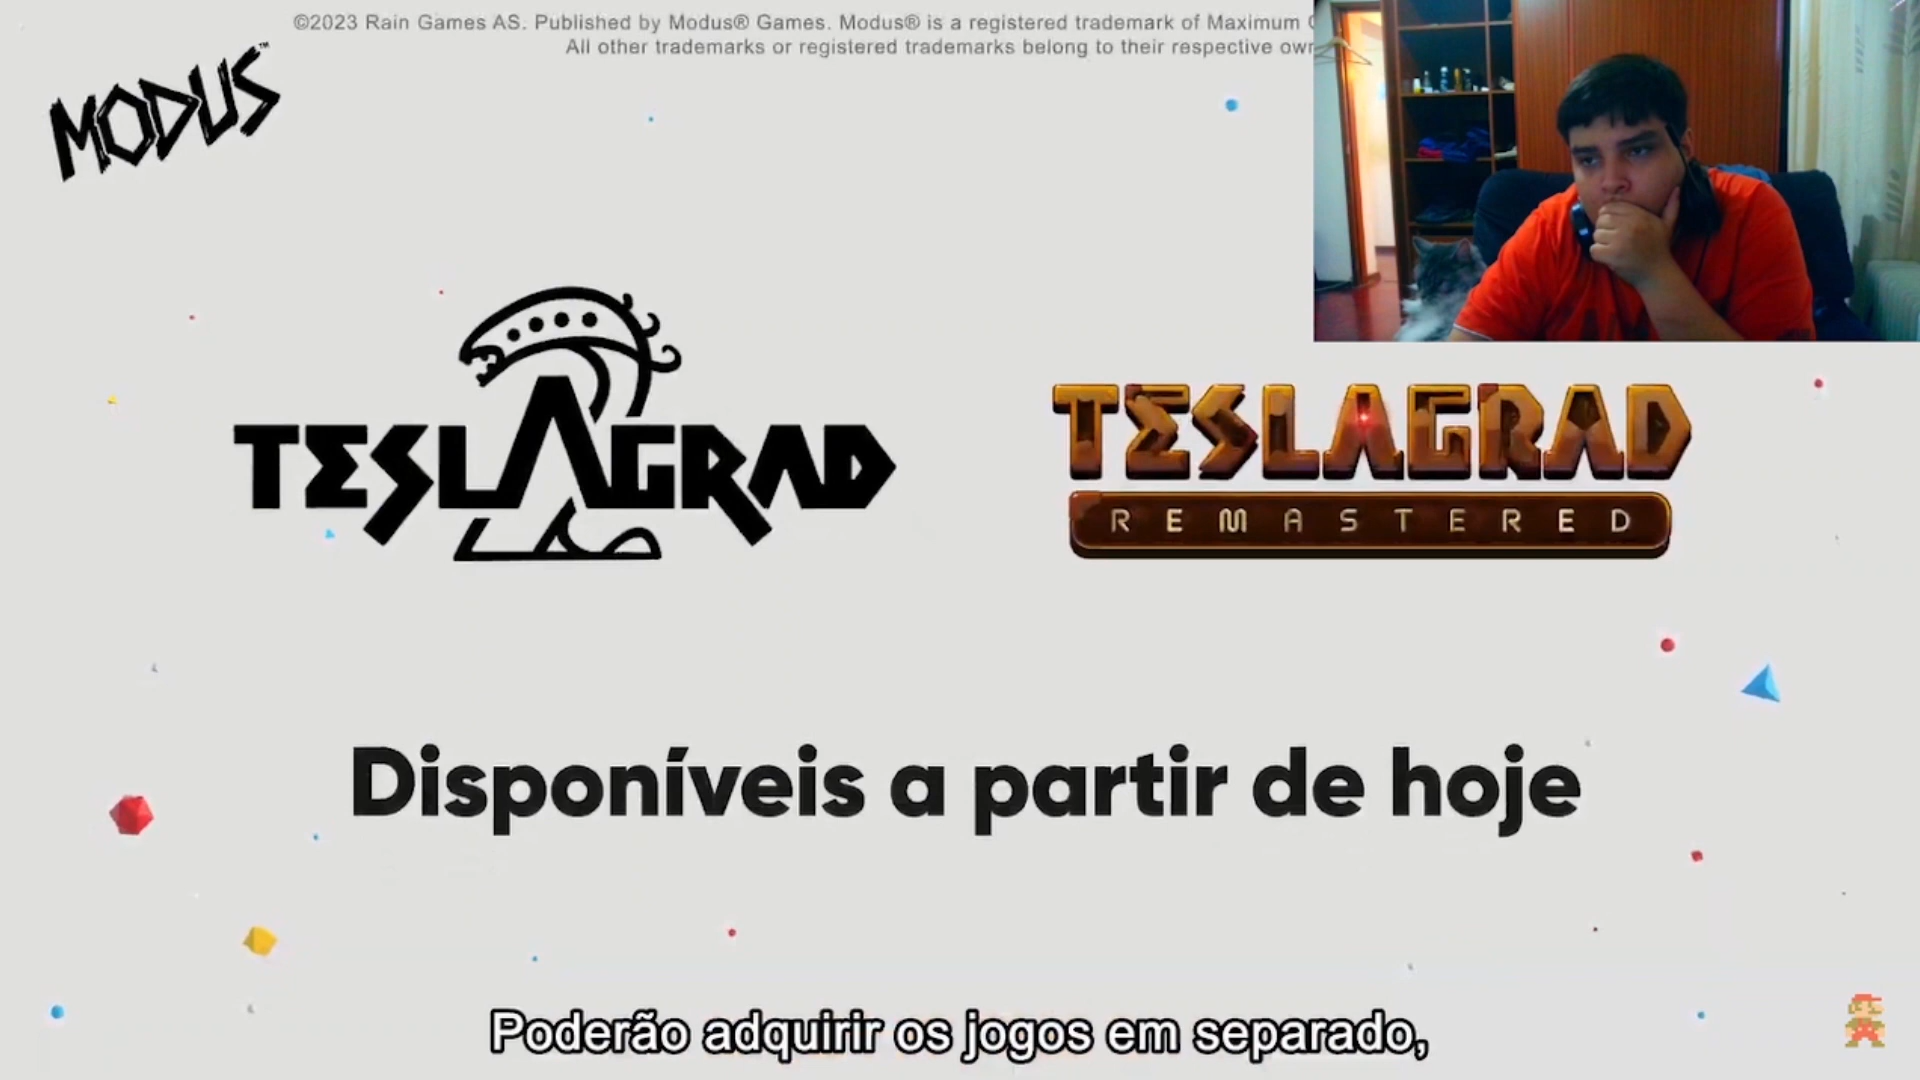 ©2023 Rain Games AS. Published by Modus® Games. Modus® is a registered trademark of Maximum
All other trademarks or registered trademarks belong to their respective
MODUS™
TESLAGRAD
TESLAGRAD
REMASTERED
Disponíveis a partir de hoje
Poderão adquirir os jogos em separado,